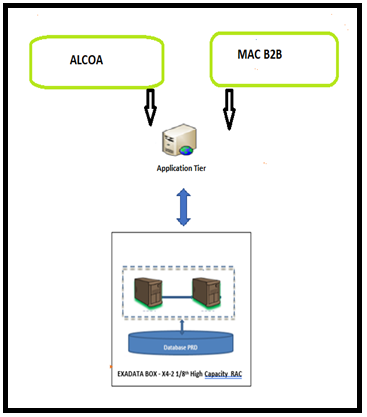 ALCOA
MAC B2B
Application Tier
Database PRD
EXADATA BOX - X4-2 1/8th High Capacity RAC